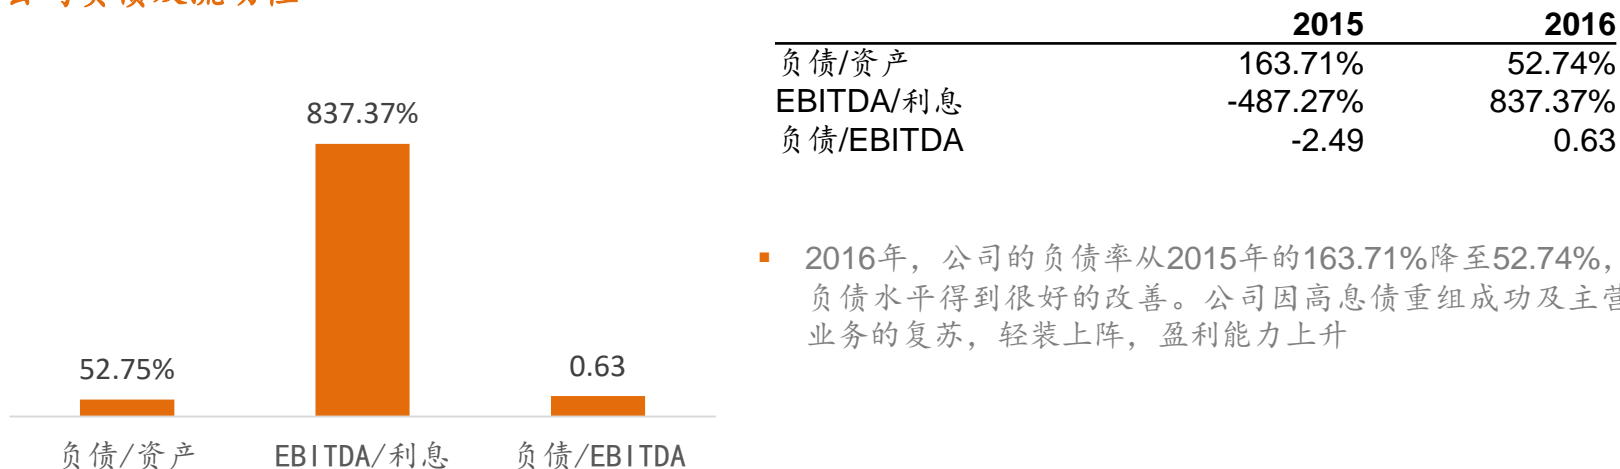 2015 2016
负债/资产 163.71% 52.74%
EBITDA/利息 -487.27% 837.37%
负债/EBITDA -2.49 0.63
837.37%
52.75%
0.63
负债/资产 EBITDA/利息 负债/EBITDA
▪ 2016年，公司的负债率从2015年的163.71%降至52.74%，
负债水平得到很好的改善。公司因高息债重组成功及主营
业务的复苏，轻装上阵，盈利能力上升